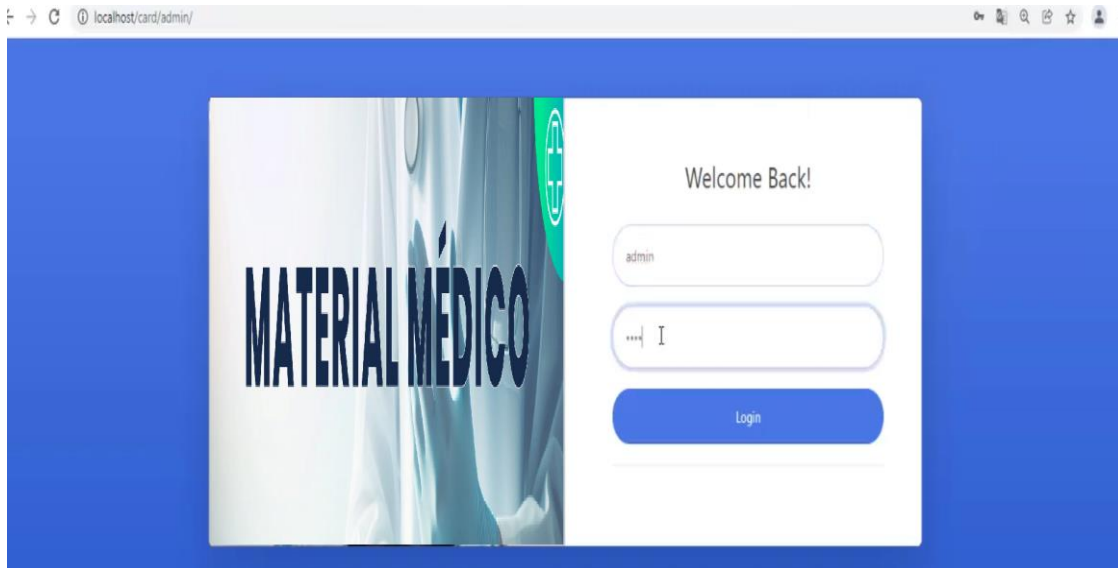 localhost/card/admin/
MATERIAL MÉDICO
Welcome Back!
admin
••••
Login